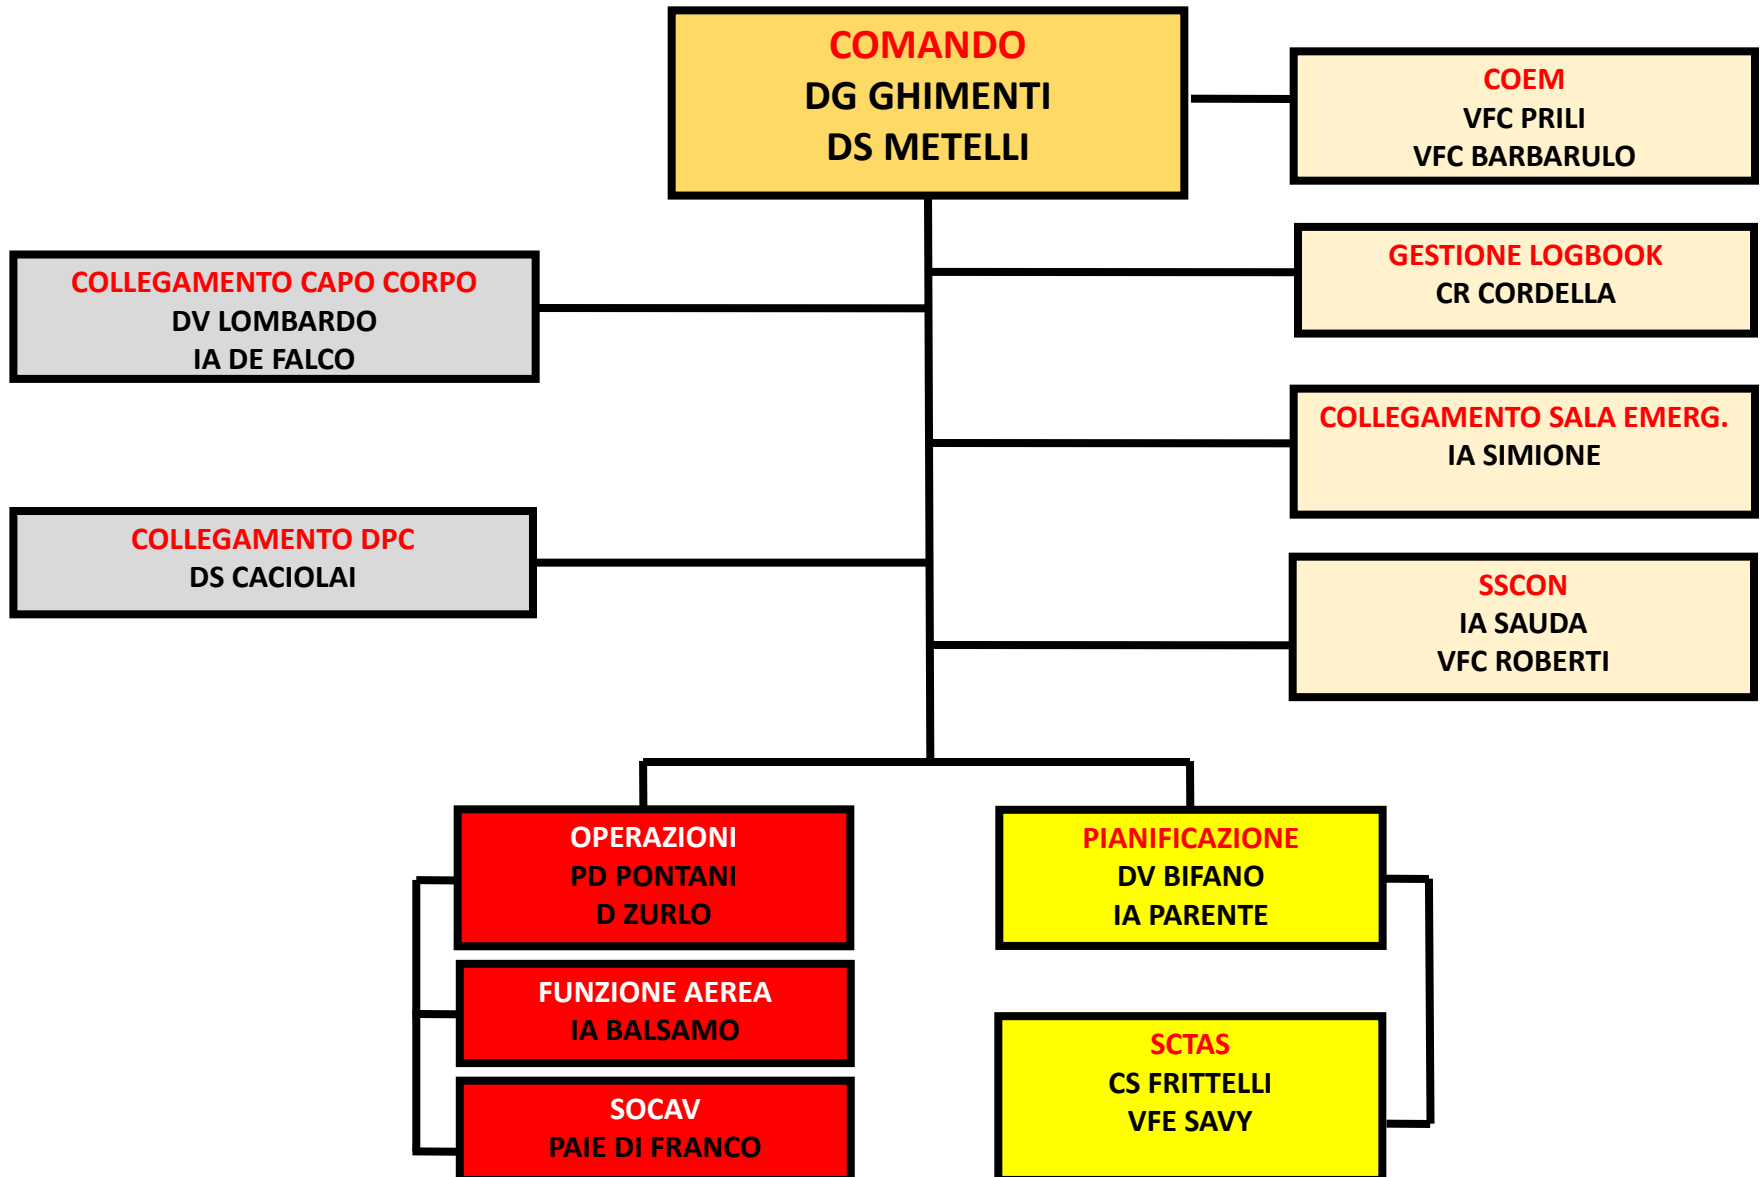 COMANDO
DG GHIMENTI
DS METELLI
COEM
VFC PRILI
VFC BARBARULO
GESTIONE LOGBOOK
CR CORDELLA
COLLEGAMENTO CAPO CORPO
DV LOMBARDO
IA DE FALCO
COLLEGAMENTO SALA EMERG.
IA SIMIONE
COLLEGAMENTO DPC
DS CACIOLAI
SSCON
IA SAUDA
VFC ROBERTI
OPERAZIONI
PD PONTANI
D ZURLO
FUNZIONE AEREA
IA BALSAMO
SOCAV
PAIE DI FRANCO
PIANIFICAZIONE
DV BIFANO
IA PARENTE
SCTAS
CS FRITTELLI
VFE SAVY